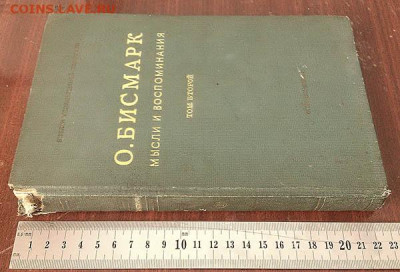 COINS.LAVE.RU
О. БИСМАРК
МЫСЛИ И ВОСПОМИНАНИЯ
ТОМ ВТОРОЙ
1 2 3 4 5 6 7 8 9 10 11 12 13 14 15 16 17 18 19 20 21 22 23